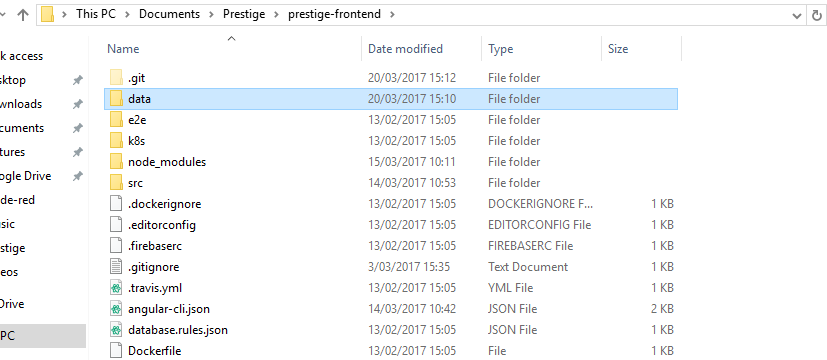 This PC > Documents > Prestige > prestige-frontend >
Name Date modified Type Size
k access
.git 20/03/2017 15:12 File folder
sktop
data 20/03/2017 15:10 File folder
wnloads
e2e 13/02/2017 15:05 File folder
cuments
k8s 13/02/2017 15:05 File folder
tures
node_modules 15/03/2017 10:11 File folder
ogle Drive
src 14/03/2017 10:53 File folder
de-red
.dockerignore 13/02/2017 15:05 DOCKERIGNORE F... 1 KB
sic
.editorconfig 13/02/2017 15:05 EDITORCONFIG File 1 KB
stige
.firebaserc 13/02/2017 15:05 FIREBASERC File 1 KB
eos
.gitignore 3/03/2017 15:35 Text Document 1 KB
.travis.yml 13/02/2017 15:05 YML File 1 KB
Drive
angular-cli.json 14/03/2017 10:42 JSON File 2 KB
database.rules.json 13/02/2017 15:05 JSON File 1 KB
PC
Dockerfile 13/02/2017 15:05 File 1 KB